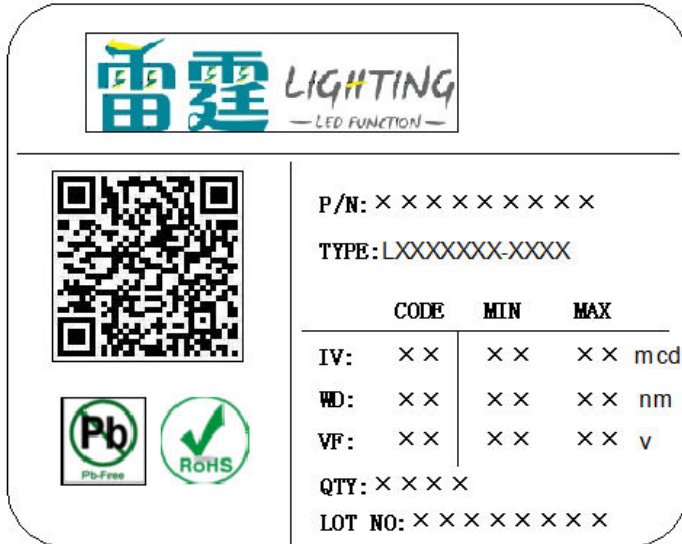 雷霆 LIGHTING
— LED FUNCTION —
P/N: × × × × × × × × ×
TYPE:LXXXXXXX-XXXX
CODE MIN MAX
IV: ×× ×× ×× mcd
WD: ×× ×× ×× nm
VF: ×× ×× ×× v
Pb
Pb-Free
RoHS
QTY: × × × ×
LOT NO: × × × × × × × ×